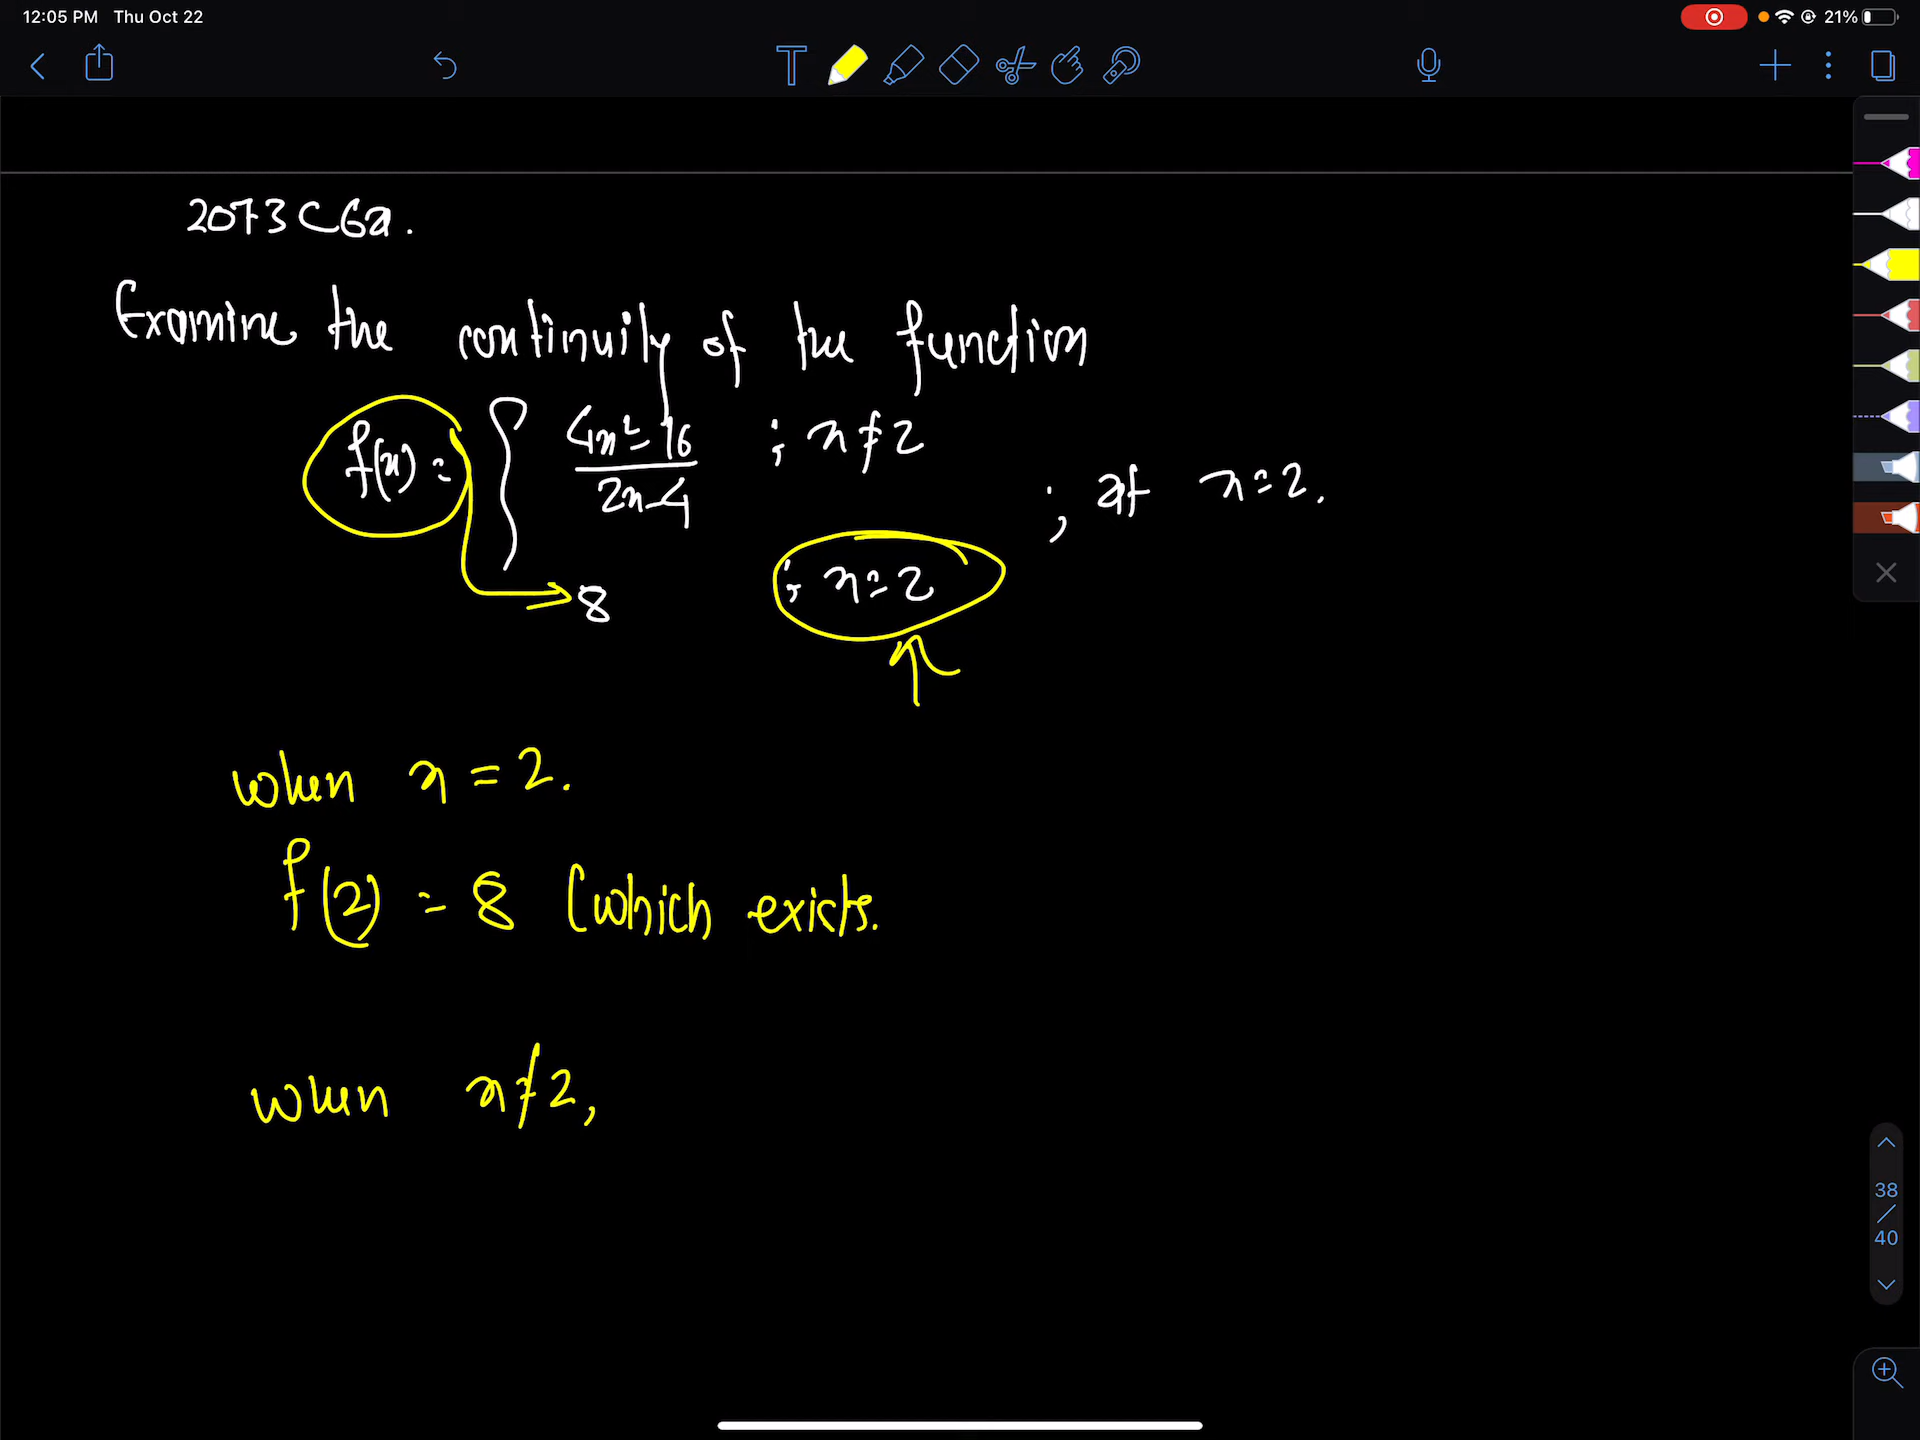 12:05 PM Thu Oct 22
21%
T
2073 C 6a.
Examine the continuity of the function
f(x) = { 4x² - 16 / 2x - 4 ; x ≠ 2
; at x = 2.
8 ; x = 2
when x = 2.
f(2) = 8 (which exists.
when x ≠ 2,
38
/
40